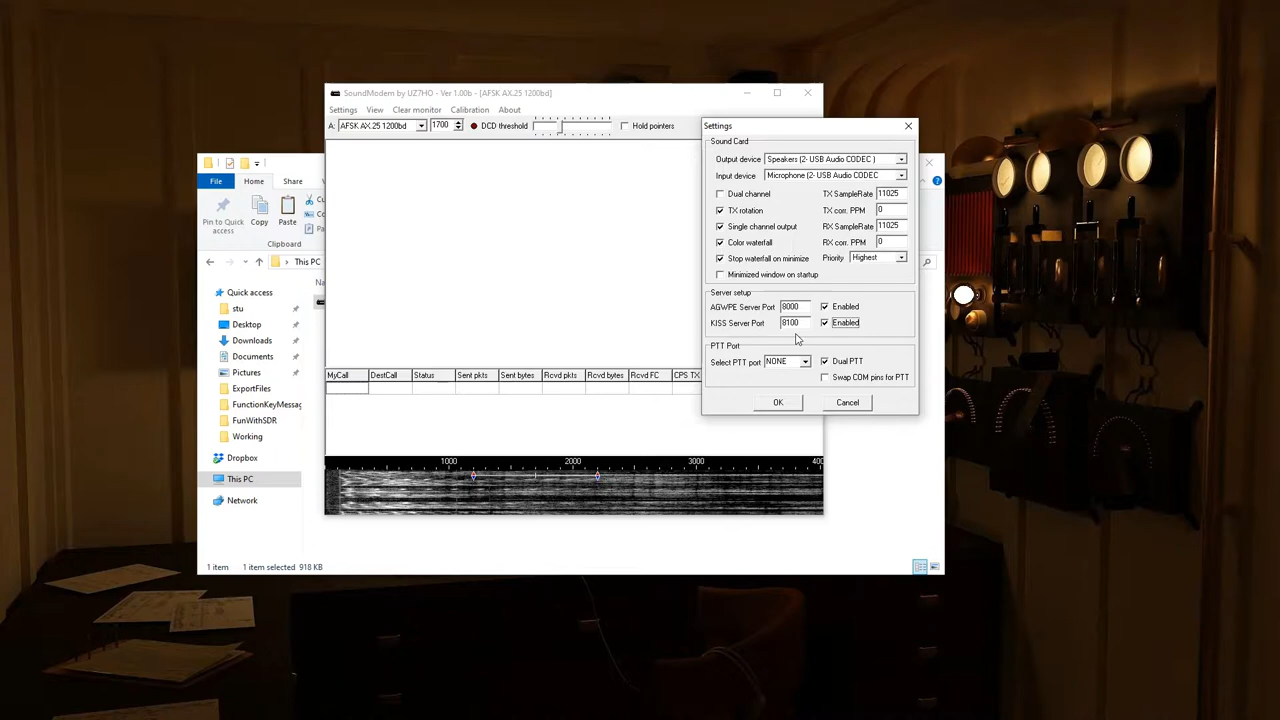 SoundModem by UZ7HO - Ver 1.00b - [AFSK AX.25 1200bd]
Settings View Clear monitor Calibration About
A: AFSK AX.25 1200bd 1700 DCD threshold Hold pointers
Settings
Sound Card
Output device Speakers (2- USB Audio CODEC )
Input device Microphone (2- USB Audio CODEC
Dual channel TX SampleRate 11025
TX rotation TX corr. PPM 0
Single channel output RX SampleRate 11025
Color waterfall RX corr. PPM 0
Stop waterfall on minimize Priority Highest
Minimized window on startup
Server setup
AGWPE Server Port 8000 Enabled
KISS Server Port 8100 Enabled
PTT Port
Select PTT port NONE Dual PTT
Swap COM pins for PTT
OK Cancel
MyCall DestCall Status Sent pkts Sent bytes Rcvd pkts Rcvd bytes Rcvd FC CPS TX
1000 2000 3000
File Home Share
Pin to Quick access Copy Paste
Clipboard
This PC
Quick access
stu
Desktop
Downloads
Documents
Pictures
ExportFiles
FunctionKeyMessag
FunWithSDR
Working
Dropbox
This PC
Network
1 item 1 item selected 918 KB